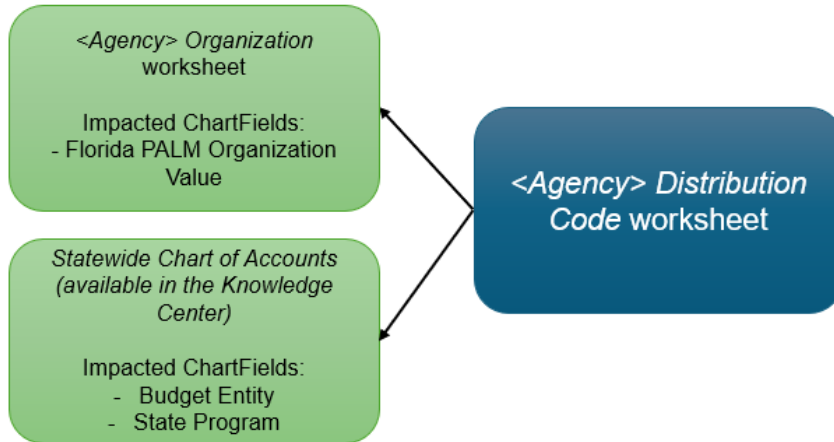 <Agency> Organization
worksheet
Impacted ChartFields:
- Florida PALM Organization
Value
Statewide Chart of Accounts
(available in the Knowledge
Center)
Impacted ChartFields:
- Budget Entity
- State Program
<Agency> Distribution
Code worksheet